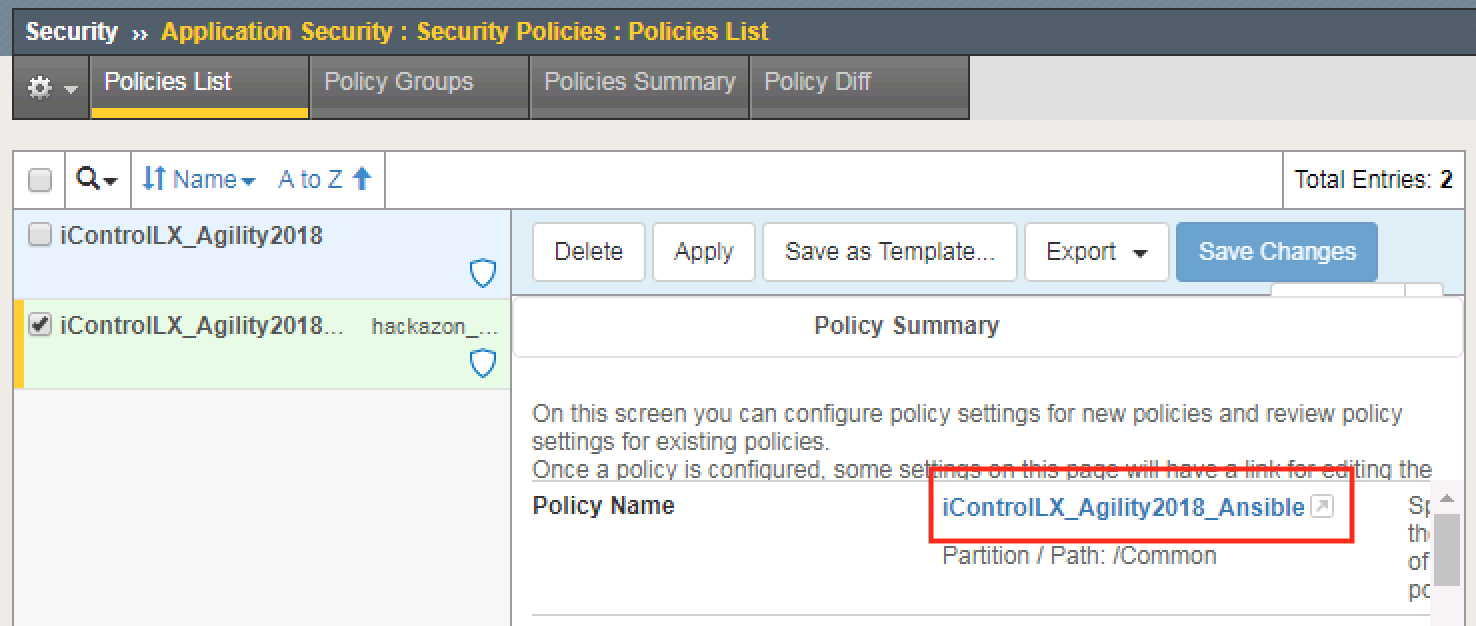 Security ›› Application Security : Security Policies : Policies List
Policies List Policy Groups Policies Summary Policy Diff
Name A to Z Total Entries: 2
iControlLX_Agility2018
Delete Apply Save as Template... Export Save Changes
iControlLX_Agility2018... hackazon_...
Policy Summary
On this screen you can configure policy settings for new policies and review policy
settings for existing policies.
Once a policy is configured, some settings on this page will have a link for editing the
Policy Name iControlLX_Agility2018_Ansible
Partition / Path: /Common
of